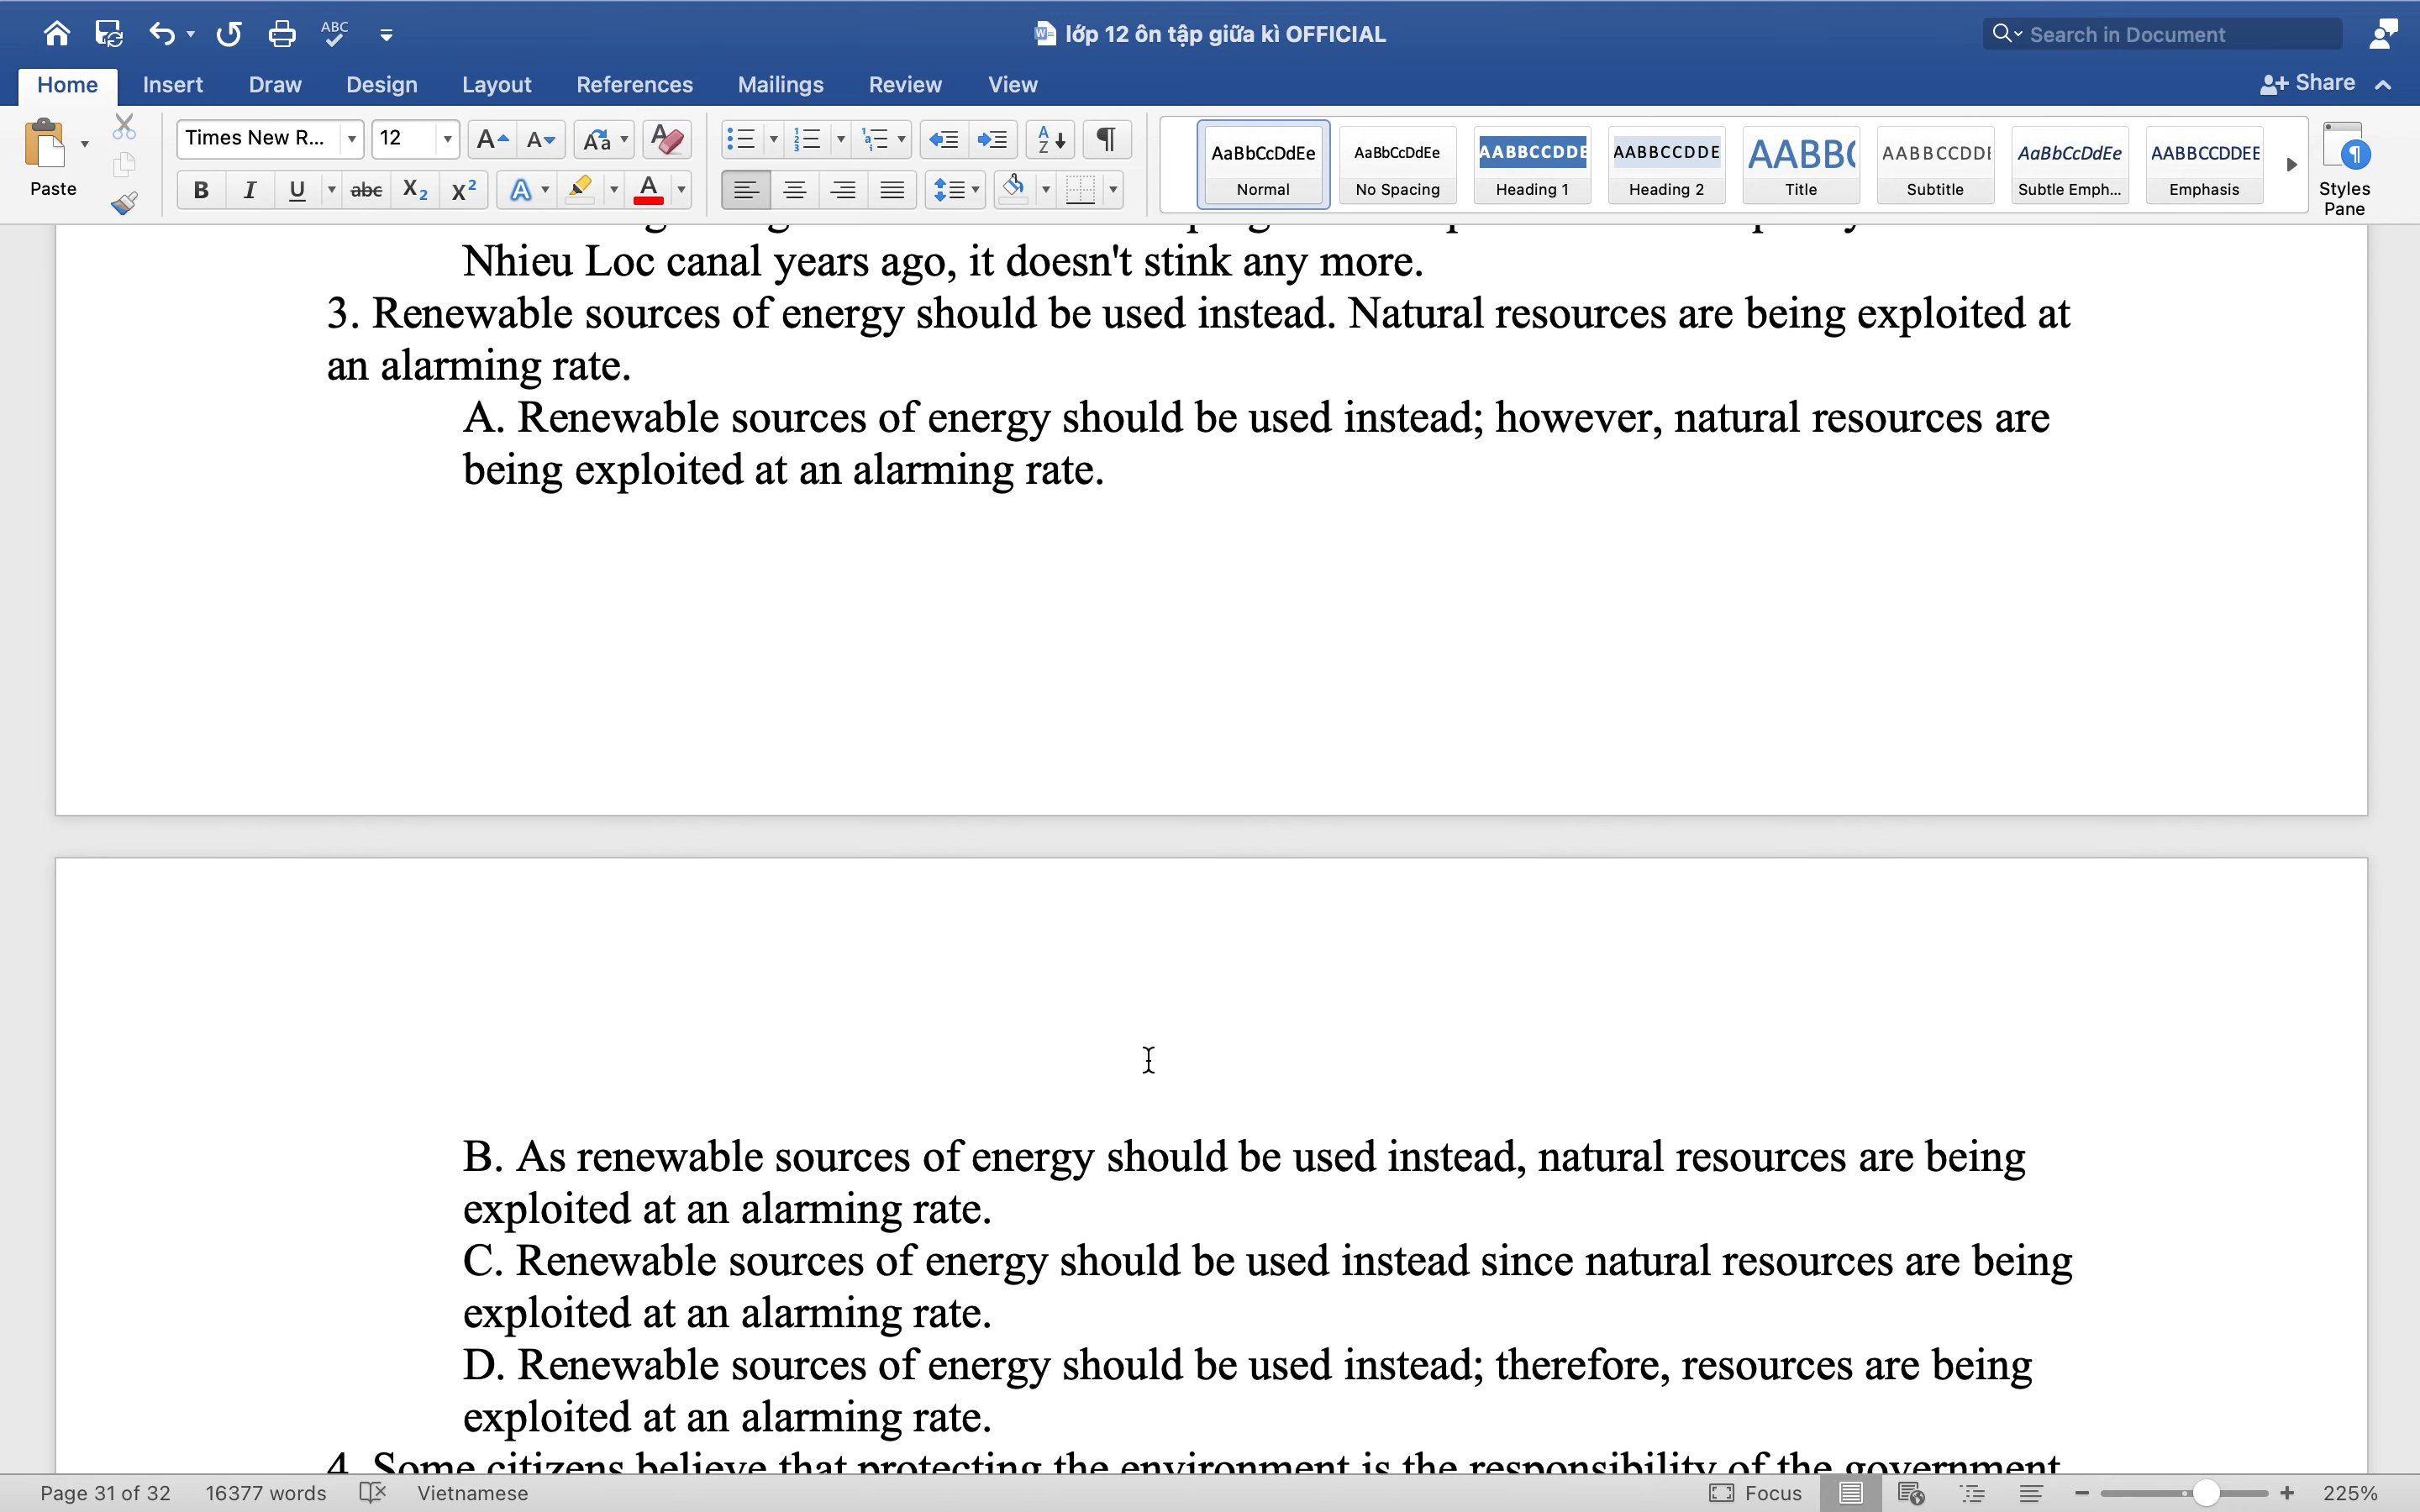 ABC
lớp 12 ôn tập giữa kì OFFICIAL
Search in Document
Home Insert Draw Design Layout References Mailings Review View
Share
Paste
Times New R... 12
AaBbCcDdEe AaBbCcDdEe AABBCCDDE AABBCCDDE AABBC AABBCCDDE AaBbCcDdEe AABBCCDDEE
Normal No Spacing Heading 1 Heading 2 Title Subtitle Subtle Emph... Emphasis
Styles
Pane
Nhieu Loc canal years ago, it doesn't stink any more.
3. Renewable sources of energy should be used instead. Natural resources are being exploited at
an alarming rate.
A. Renewable sources of energy should be used instead; however, natural resources are
being exploited at an alarming rate.
B. As renewable sources of energy should be used instead, natural resources are being
exploited at an alarming rate.
C. Renewable sources of energy should be used instead since natural resources are being
exploited at an alarming rate.
D. Renewable sources of energy should be used instead; therefore, resources are being
exploited at an alarming rate.
4. Some citizens believe that protecting the environment is the responsibility of the government
Page 31 of 32 16377 words Vietnamese Focus 225%